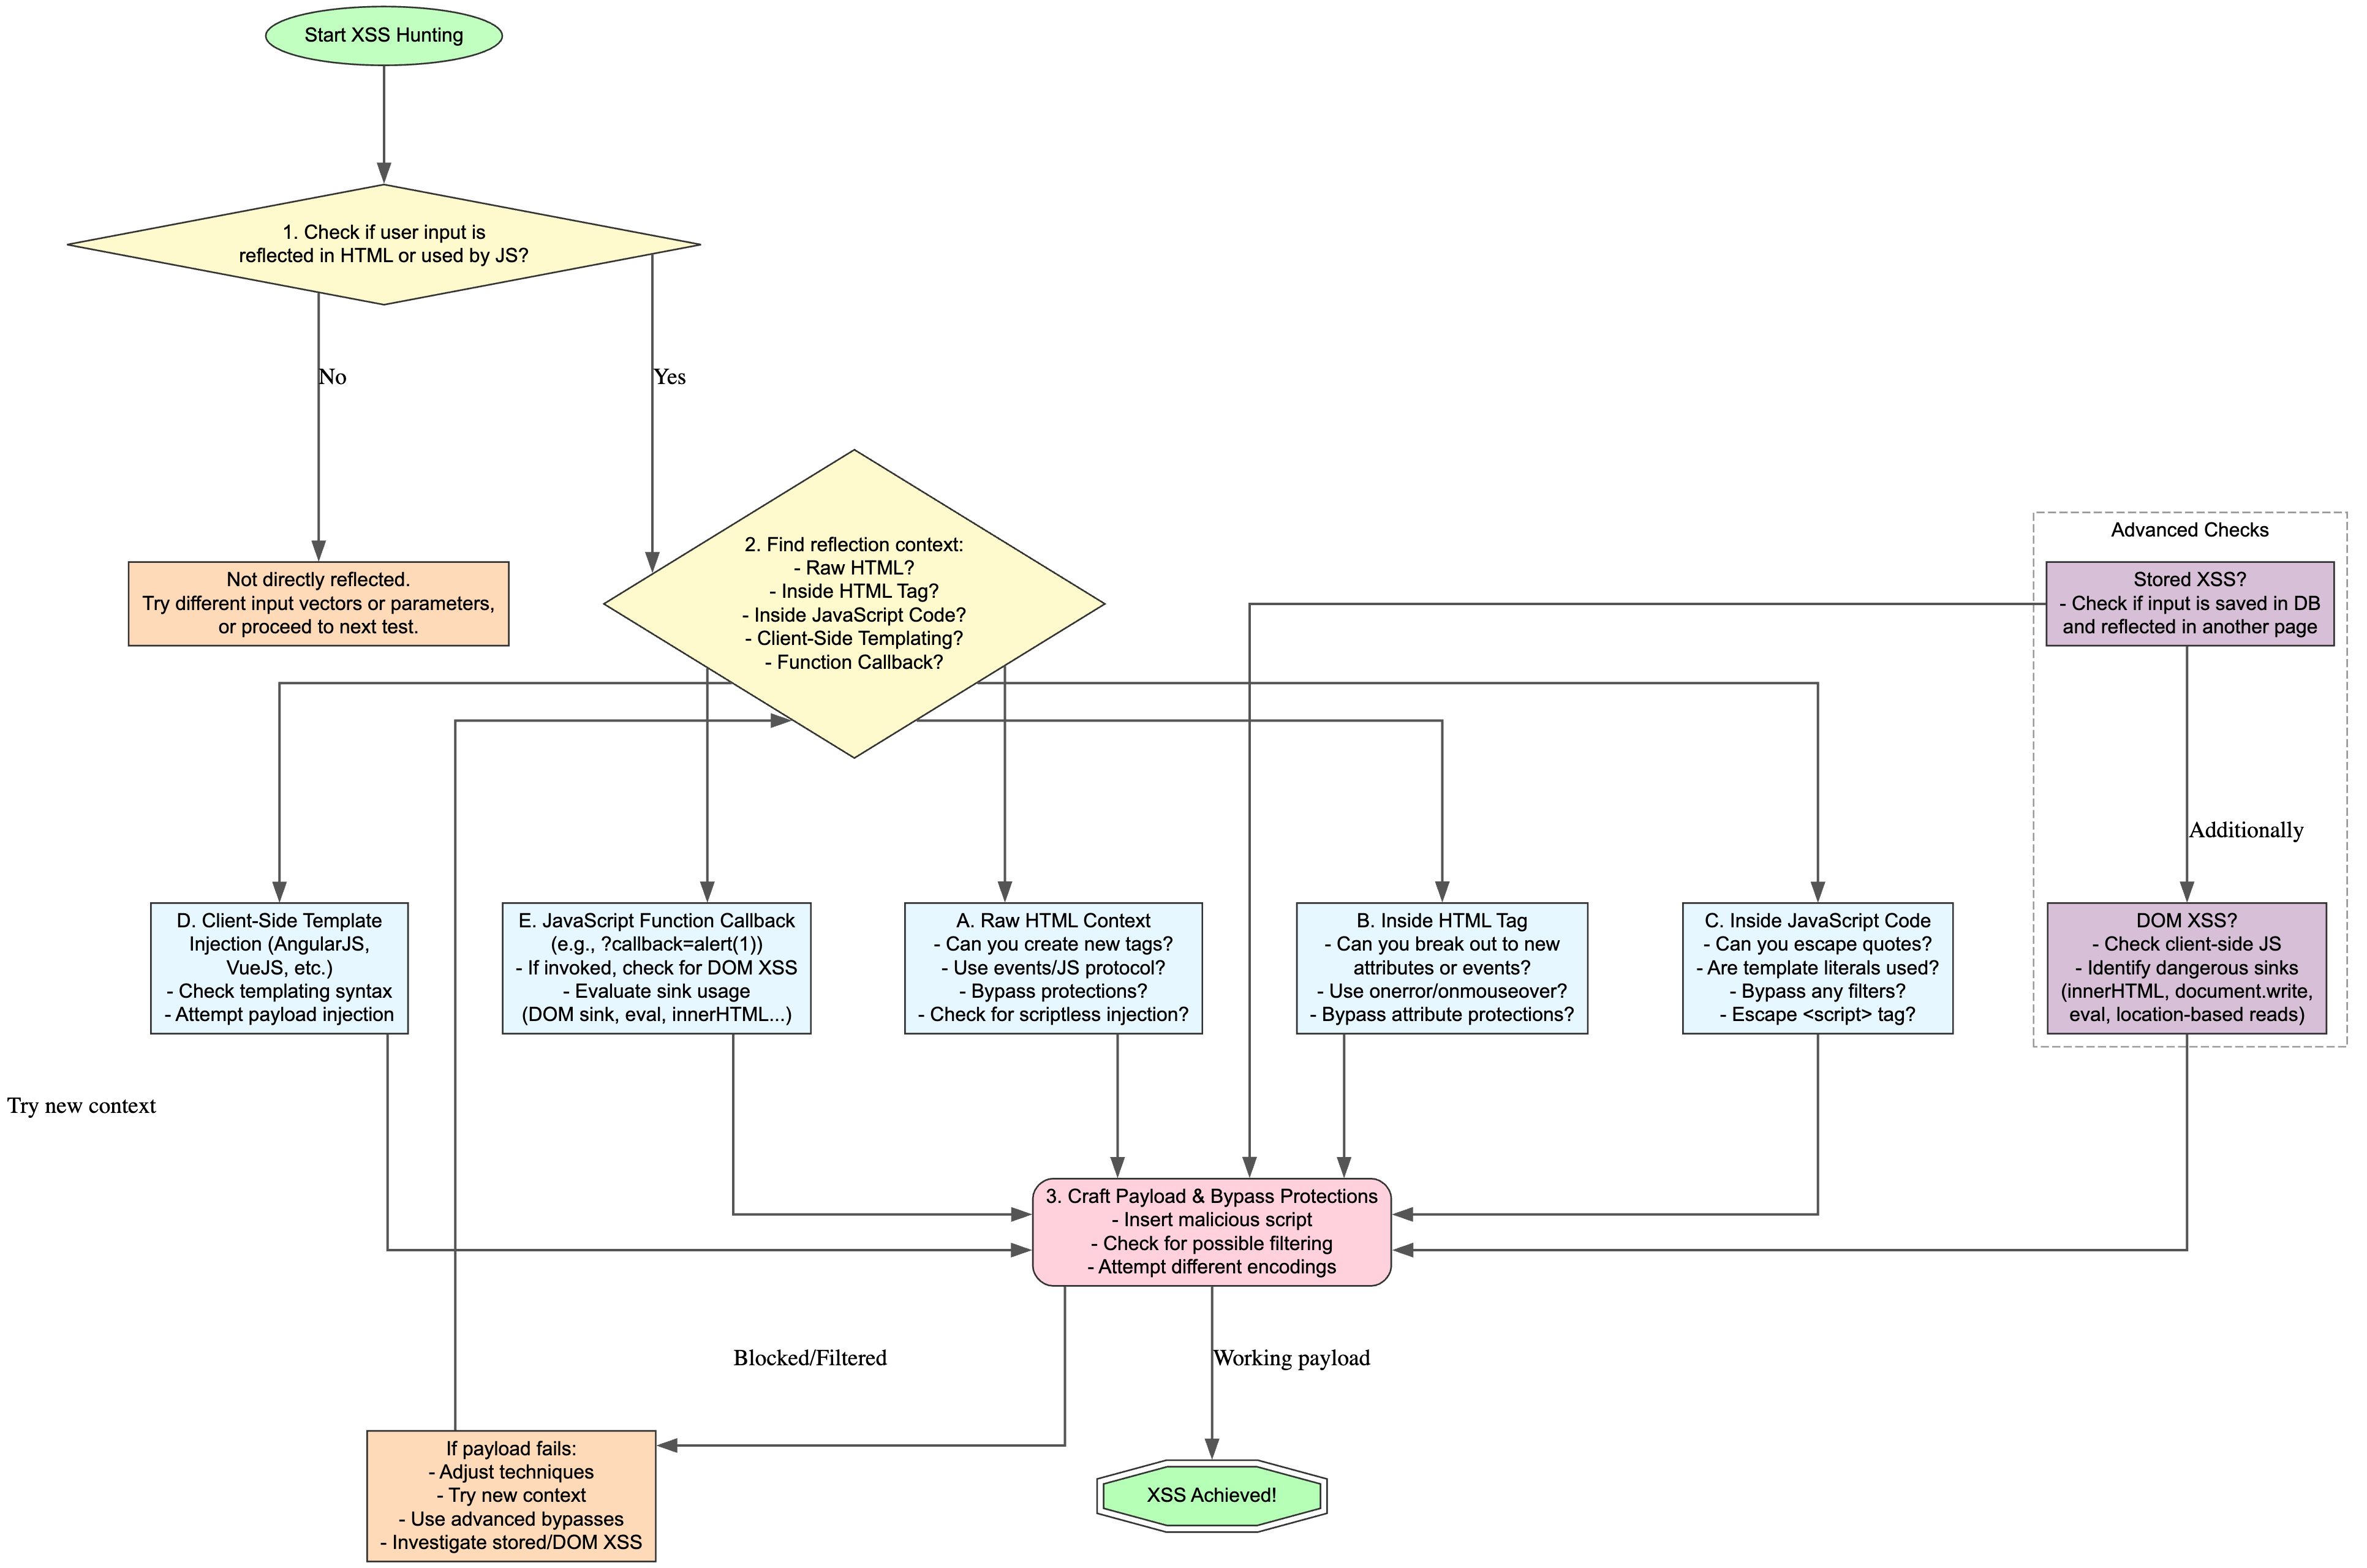 Start XSS Hunting
1. Check if user input is
reflected in HTML or used by JS?
No
Yes
2. Find reflection context:
- Raw HTML?
- Inside HTML Tag?
- Inside JavaScript Code?
- Client-Side Templating?
- Function Callback?
Not directly reflected.
Try different input vectors or parameters,
or proceed to next test.
Advanced Checks
Stored XSS?
- Check if input is saved in DB
and reflected in another page
Additionally
D. Client-Side Template
Injection (AngularJS,
VueJS, etc.)
- Check templating syntax
- Attempt payload injection
E. JavaScript Function Callback
(e.g., ?callback=alert(1))
- If invoked, check for DOM XSS
- Evaluate sink usage
(DOM sink, eval, innerHTML...)
A. Raw HTML Context
- Can you create new tags?
- Use events/JS protocol?
- Bypass protections?
- Check for scriptless injection?
B. Inside HTML Tag
- Can you break out to new
attributes or events?
- Use onerror/onmouseover?
- Bypass attribute protections?
C. Inside JavaScript Code
- Can you escape quotes?
- Are template literals used?
- Bypass any filters?
- Escape <script> tag?
DOM XSS?
- Check client-side JS
- Identify dangerous sinks
(innerHTML, document.write,
eval, location-based reads)
Try new context
3. Craft Payload & Bypass Protections
- Insert malicious script
- Check for possible filtering
- Attempt different encodings
Blocked/Filtered
Working payload
If payload fails:
- Adjust techniques
- Try new context
- Use advanced bypasses
- Investigate stored/DOM XSS
XSS Achieved!